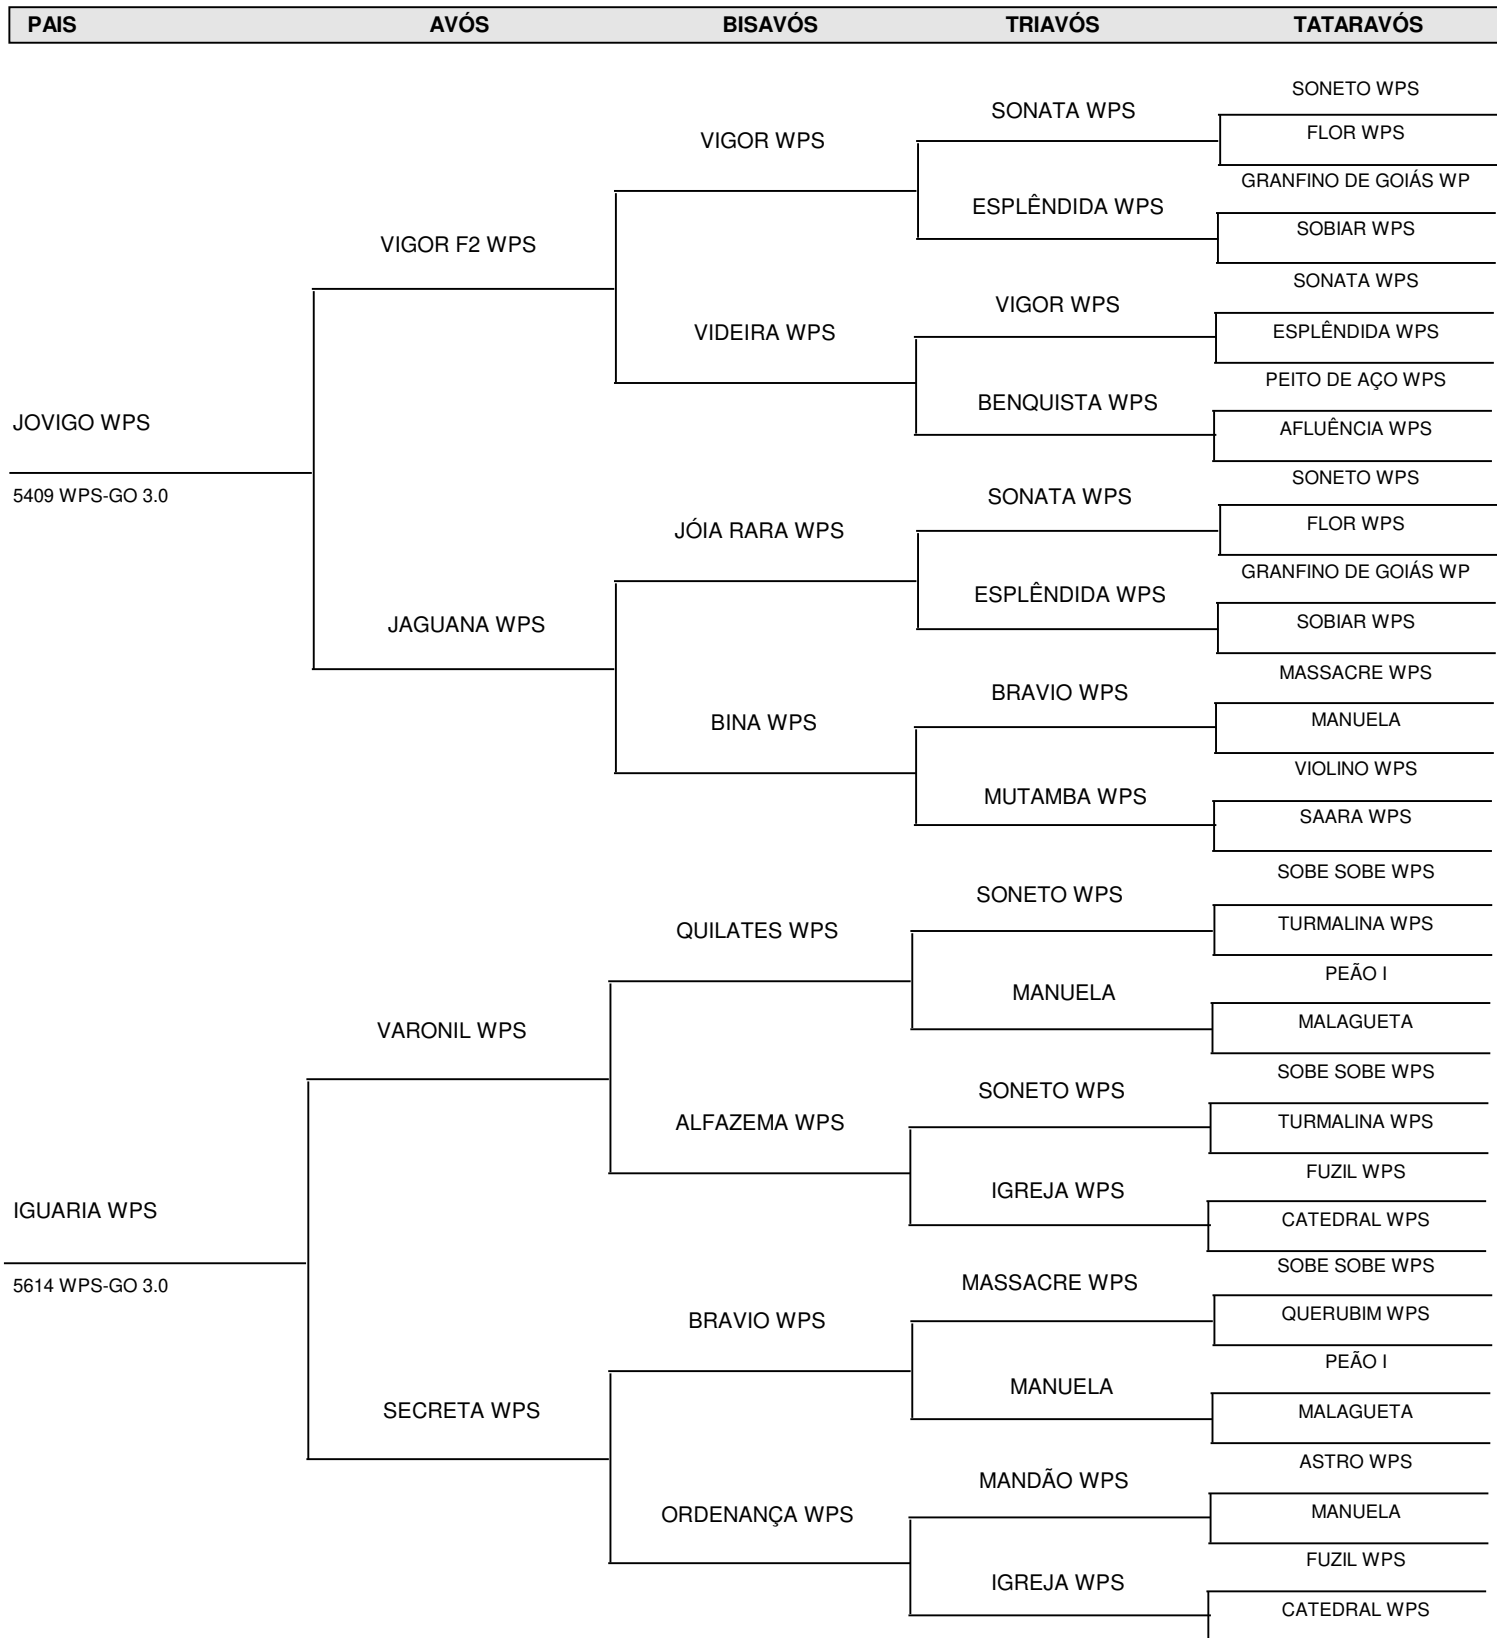 PAIS AVÓS BISAVÓS TRIAVÓS TATARAVÓS
SONETO WPS
SONATA WPS
FLOR WPS
VIGOR WPS
GRANFINO DE GOIÁS WP
ESPLÊNDIDA WPS
SOBIAR WPS
VIGOR F2 WPS
SONATA WPS
VIGOR WPS
VIDEIRA WPS
ESPLÊNDIDA WPS
PEITO DE AÇO WPS
BENQUISTA WPS
JOVIGO WPS
AFLUÊNCIA WPS
SONETO WPS
5409 WPS-GO 3.0
SONATA WPS
FLOR WPS
JÓIA RARA WPS
GRANFINO DE GOIÁS WP
ESPLÊNDIDA WPS
SOBIAR WPS
JAGUANA WPS
MASSACRE WPS
BRAVIO WPS
MANUELA
BINA WPS
VIOLINO WPS
MUTAMBA WPS
SAARA WPS
SOBE SOBE WPS
SONETO WPS
TURMALINA WPS
QUILATES WPS
PEÃO I
MANUELA
MALAGUETA
VARONIL WPS
SOBE SOBE WPS
SONETO WPS
TURMALINA WPS
ALFAZEMA WPS
FUZIL WPS
IGREJA WPS
IGUARIA WPS
CATEDRAL WPS
SOBE SOBE WPS
5614 WPS-GO 3.0
MASSACRE WPS
QUERUBIM WPS
BRAVIO WPS
PEÃO I
MANUELA
SECRETA WPS
MALAGUETA
ASTRO WPS
MANDÃO WPS
MANUELA
ORDENANÇA WPS
FUZIL WPS
IGREJA WPS
CATEDRAL WPS